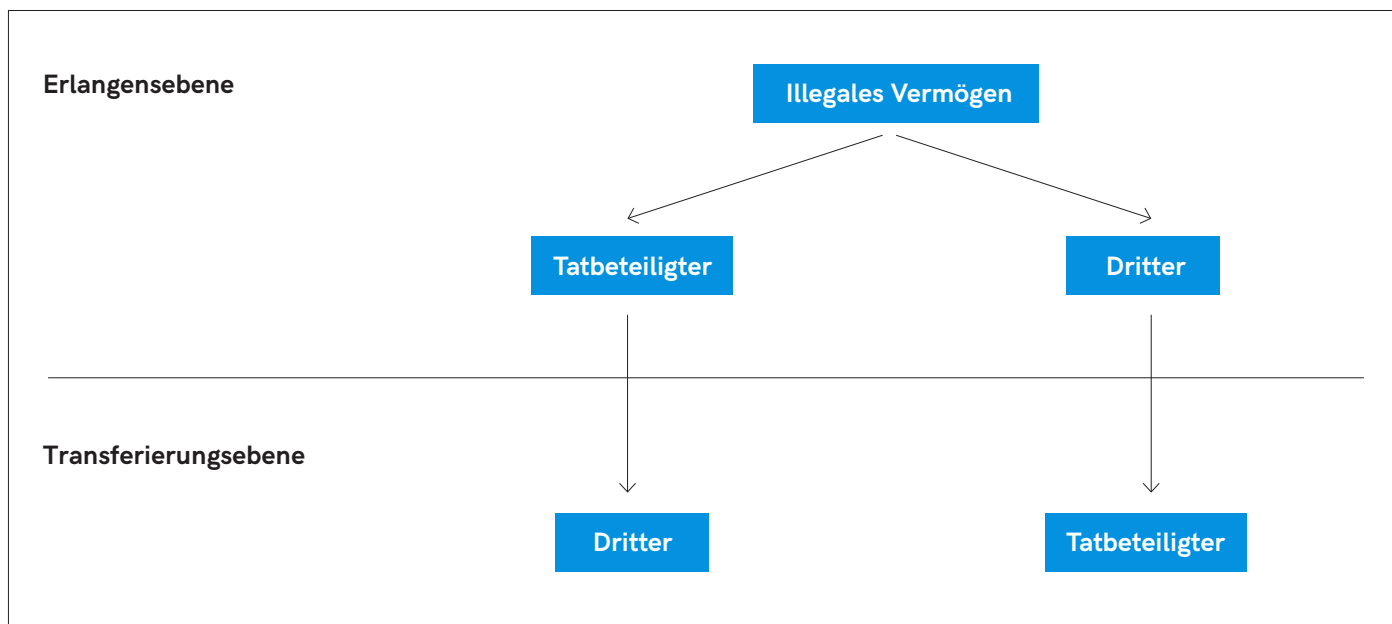 Erlangensebene
Illegales Vermögen
Tatbeteiligter
Dritter
Transferierungsebene
Dritter
Tatbeteiligter